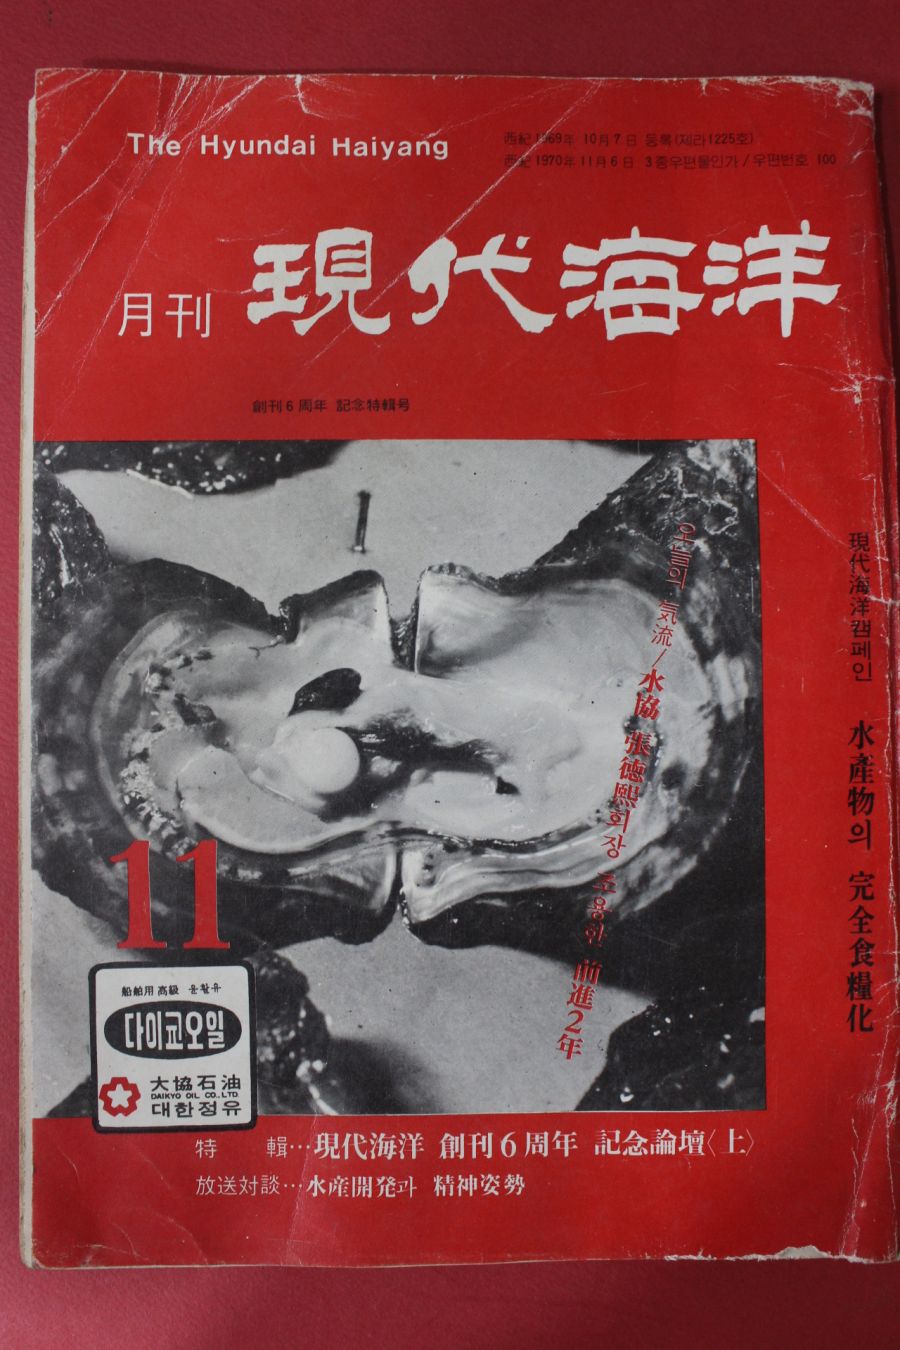 The Hyundai Haiyang
西紀 1969年 10月7日 등록(제라1225호)
西紀 1970年 11月6日 3종우편물인가/우편번호 100
月刊 現代海洋
創刊6周年 記念特輯号
오늘의 気流/水協 張德熙회장 조용한 前進2年
現代海洋캠페인 水産物의 完全食糧化
11
船舶用 高級 윤활유
다이교오일
大協石油
DAIKYO OIL CO.,LTD.
대한정유
特輯…現代海洋 創刊6周年 記念論壇〈上〉
放送対談…水産開発과 精神姿勢